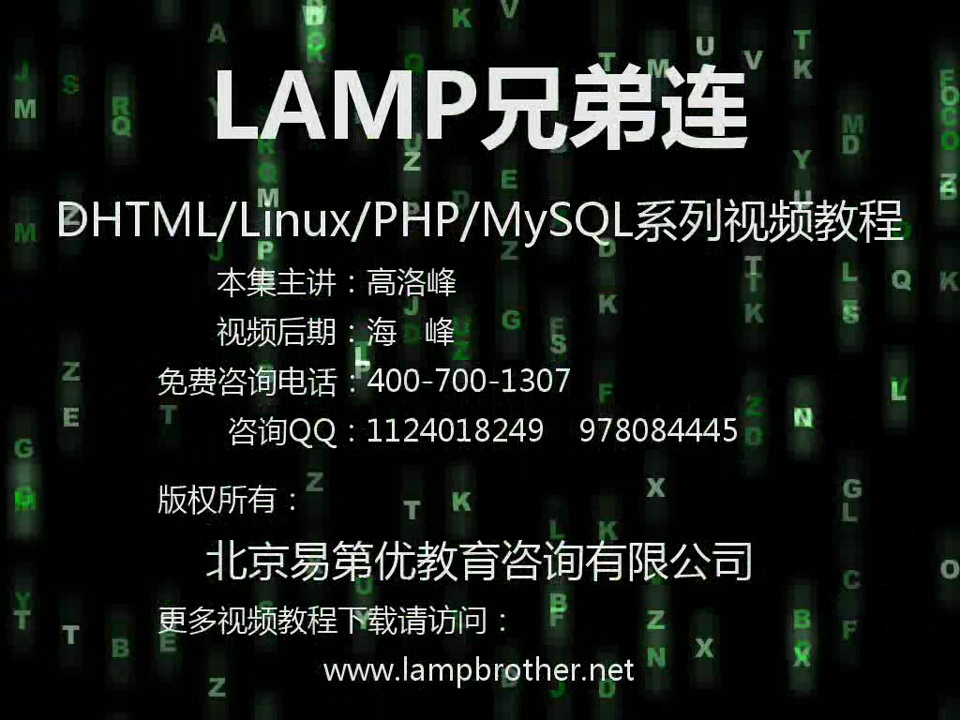 LAMP兄弟连
DHTML/Linux/PHP/MySQL系列视频教程
本集主讲：高洛峰
视频后期：海 峰
免费咨询电话：400-700-1307
咨询QQ：1124018249 978084445
版权所有：
北京易第优教育咨询有限公司
更多视频教程下载请访问：
www.lampbrother.net